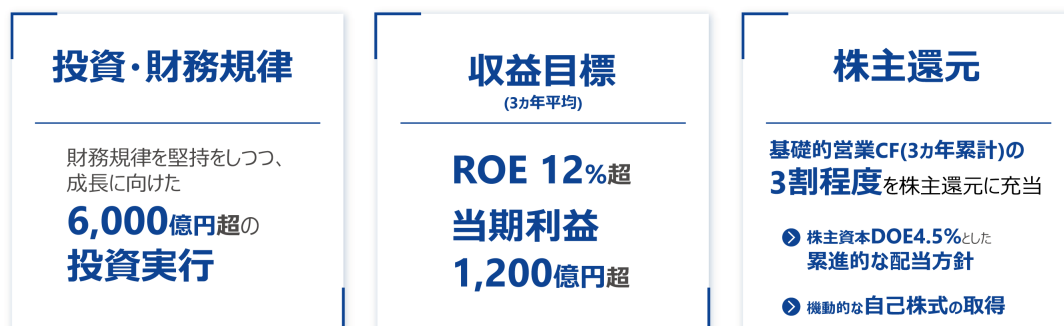 投資・財務規律
財務規律を堅持をしつつ、
成長に向けた
6,000億円超の
投資実行
収益目標
(3ヵ年平均)
ROE 12%超
当期利益
1,200億円超
株主還元
基礎的営業CF(3ヵ年累計)の
3割程度を株主還元に充当
株主資本DOE4.5%とした
累進的な配当方針
機動的な自己株式の取得